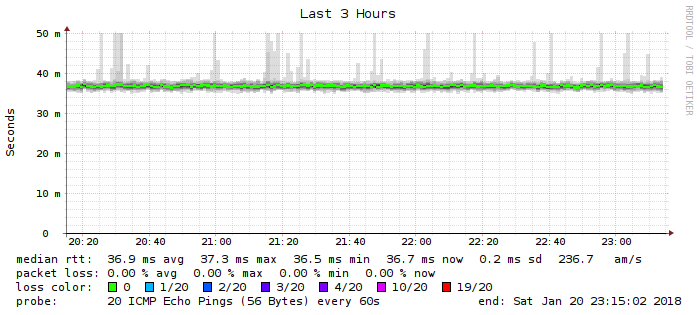 Last 3 Hours
RRDTOOL / TOBI OETIKER
Seconds
50 m
40 m
30 m
20 m
10 m
0
20:20 20:40 21:00 21:20 21:40 22:00 22:20 22:40 23:00
median rtt: 36.9 ms avg 37.3 ms max 36.5 ms min 36.7 ms now 0.2 ms sd 236.7 am/s
packet loss: 0.00 % avg 0.00 % max 0.00 % min 0.00 % now
loss color: 0 1/20 2/20 3/20 4/20 10/20 19/20
probe: 20 ICMP Echo Pings (56 Bytes) every 60s end: Sat Jan 20 23:15:02 2018